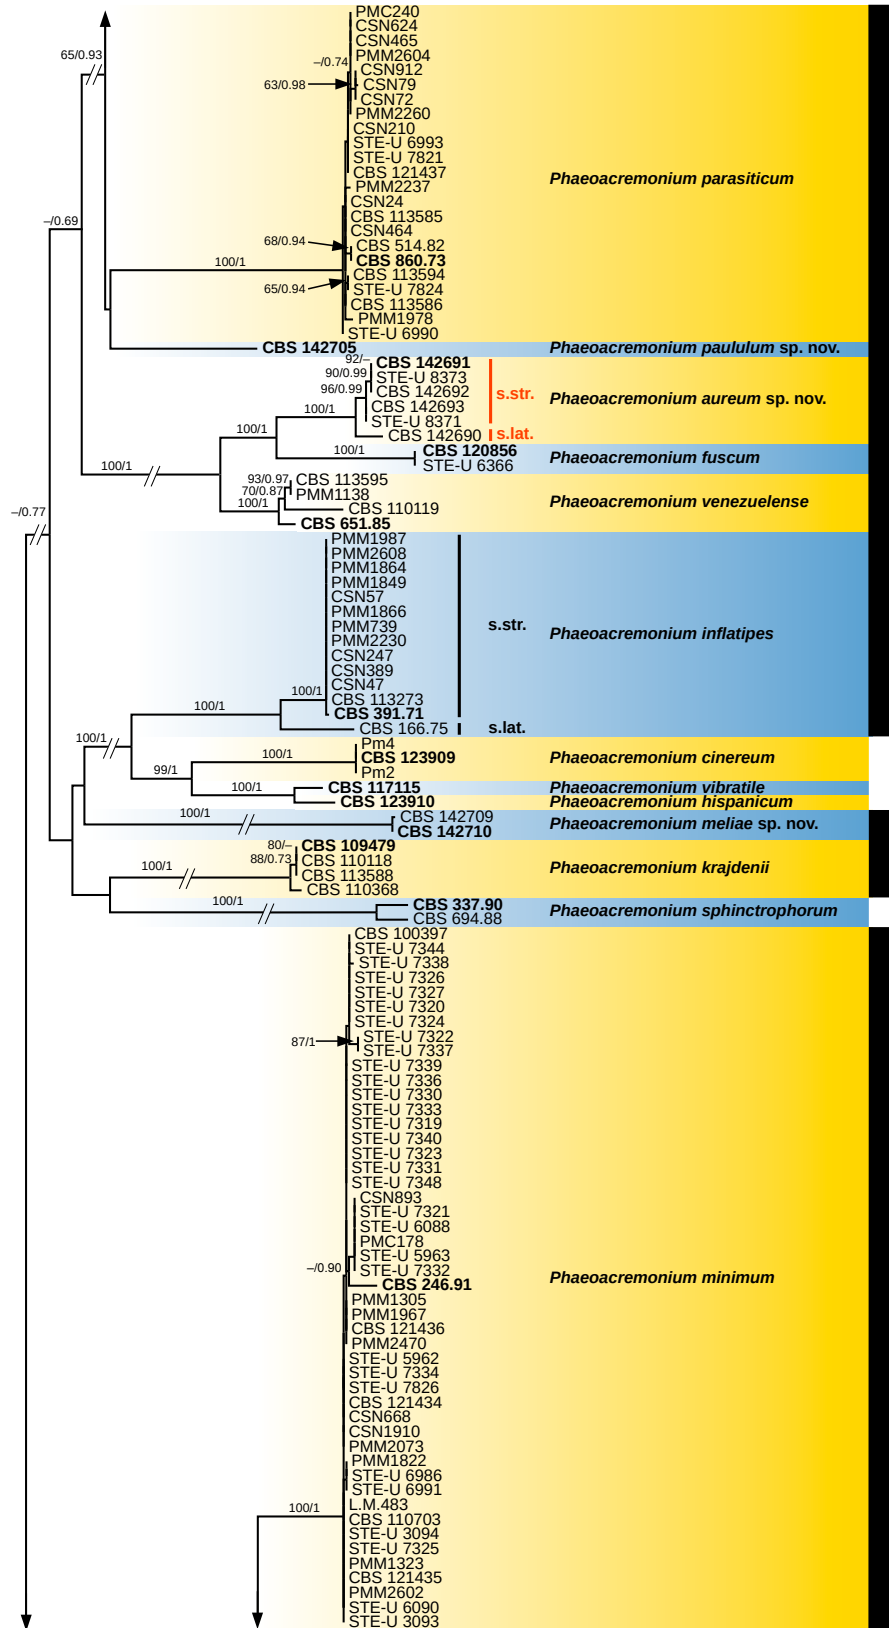 PMC240
CSN624
65/0.93
CSN465
PMM2604
–/0.74
CSN912
63/0.98
CSN79
CSN72
PMM2260
CSN210
STE-U 6993
STE-U 7821
CBS 121437
Phaeoacremonium parasiticum
PMM2237
CSN24
CBS 113585
–/0.69
CSN464
68/0.94
CBS 514.82
100/1
CBS 860.73
CBS 113594
65/0.94
STE-U 7824
CBS 113586
PMM1978
STE-U 6990
CBS 142705
Phaeoacremonium paululum sp. nov.
92/–
CBS 142691
90/0.99
STE-U 8373
96/0.99
CBS 142692
s.str.
Phaeoacremonium aureum sp. nov.
100/1
CBS 142693
STE-U 8371
100/1
CBS 142690
s.lat.
100/1
CBS 120856
Phaeoacremonium fuscum
100/1
STE-U 6366
93/0.97
CBS 113595
70/0.87
PMM1138
Phaeoacremonium venezuelense
100/1
CBS 110119
–/0.77
CBS 651.85
PMM1987
PMM2608
PMM1864
PMM1849
CSN57
PMM1866
PMM739
s.str.
Phaeoacremonium inflatipes
PMM2230
CSN247
CSN389
CSN47
100/1
CBS 113273
100/1
CBS 391.71
CBS 166.75
s.lat.
100/1
Pm4
100/1
CBS 123909
Phaeoacremonium cinereum
99/1
Pm2
100/1
CBS 117115
Phaeoacremonium vibratile
CBS 123910
Phaeoacremonium hispanicum
100/1
CBS 142709
Phaeoacremonium meliae sp. nov.
CBS 142710
80/–
CBS 109479
88/0.73
CBS 110118
100/1
CBS 113588
Phaeoacremonium krajdenii
CBS 110368
100/1
CBS 337.90
Phaeoacremonium sphinctrophorum
CBS 694.88
CBS 100397
STE-U 7344
STE-U 7338
STE-U 7326
STE-U 7327
STE-U 7320
STE-U 7324
87/1
STE-U 7322
STE-U 7337
STE-U 7339
STE-U 7336
STE-U 7330
STE-U 7333
STE-U 7319
STE-U 7340
STE-U 7323
STE-U 7331
STE-U 7348
CSN893
STE-U 7321
STE-U 6088
PMC178
STE-U 5963
–/0.90
STE-U 7332
Phaeoacremonium minimum
CBS 246.91
PMM1305
PMM1967
CBS 121436
PMM2470
STE-U 5962
STE-U 7334
STE-U 7826
CBS 121434
CSN668
CSN1910
PMM2073
PMM1822
STE-U 6986
STE-U 6991
100/1
L.M.483
CBS 110703
STE-U 3094
STE-U 7325
PMM1323
CBS 121435
PMM2602
STE-U 6090
STE-U 3093